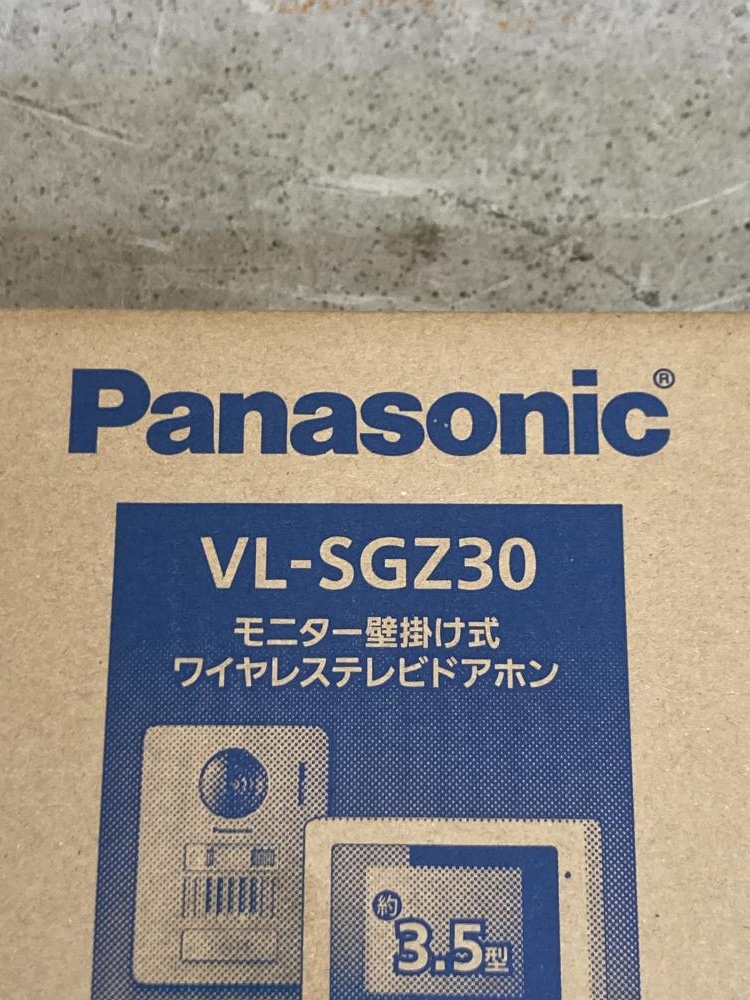 Panasonic®
VL-SGZ30
モニター壁掛け式
ワイヤレステレビドアホン
約
3.5型